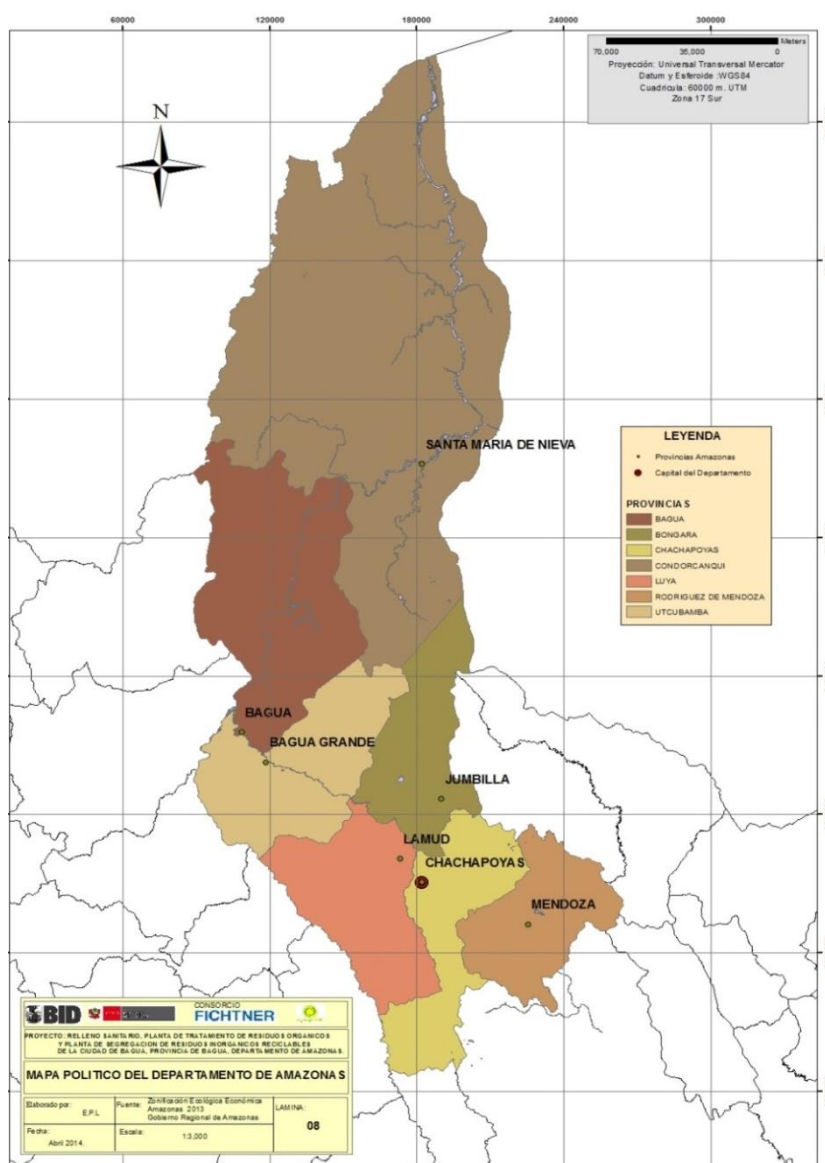 60000 120000 180000 240000 300000
Meters
70,000 35,000 0
Proyección: Universal Transversal Mercator
Datum y Esferoide :WGS84
Cuadricula: 60000 m. UTM
Zona 17 Sur
N
SANTA MARIA DE NIEVA
LEYENDA
Provincias Amazonas
Capital del Departamento
PROVINCIAS
BAGUA
BONGARA
CHACHAPOYAS
CONDORCANQUI
LUYA
RODRIGUEZ DE MENDOZA
UTCUBAMBA
BAGUA
BAGUA GRANDE
JUMBILLA
LAMUD
CHACHAPOYAS
MENDOZA
BID
CONSORCIO
FICHTNER
PROYECTO: RELLENO SANITARIO, PLANTA DE TRATAMIENTO DE RESIDUOS ORGANICOS
Y PLANTA DE SEGREGACION DE RESIDUOS INORGANICOS RECICLABLES
DE LA CIUDAD DE BAGUA, PROVINCIA DE BAGUA, DEPARTAMENTO DE AMAZONAS.
MAPA POLITICO DEL DEPARTAMENTO DE AMAZONAS
Elaborado por:
E.P.L
Fuente: Zonificación Ecológica Económica
Amazonas 2013
Gobierno Regional de Amazonas
LAMINA:
08
Fecha:
Abril 2014.
Escala:
1:3,000